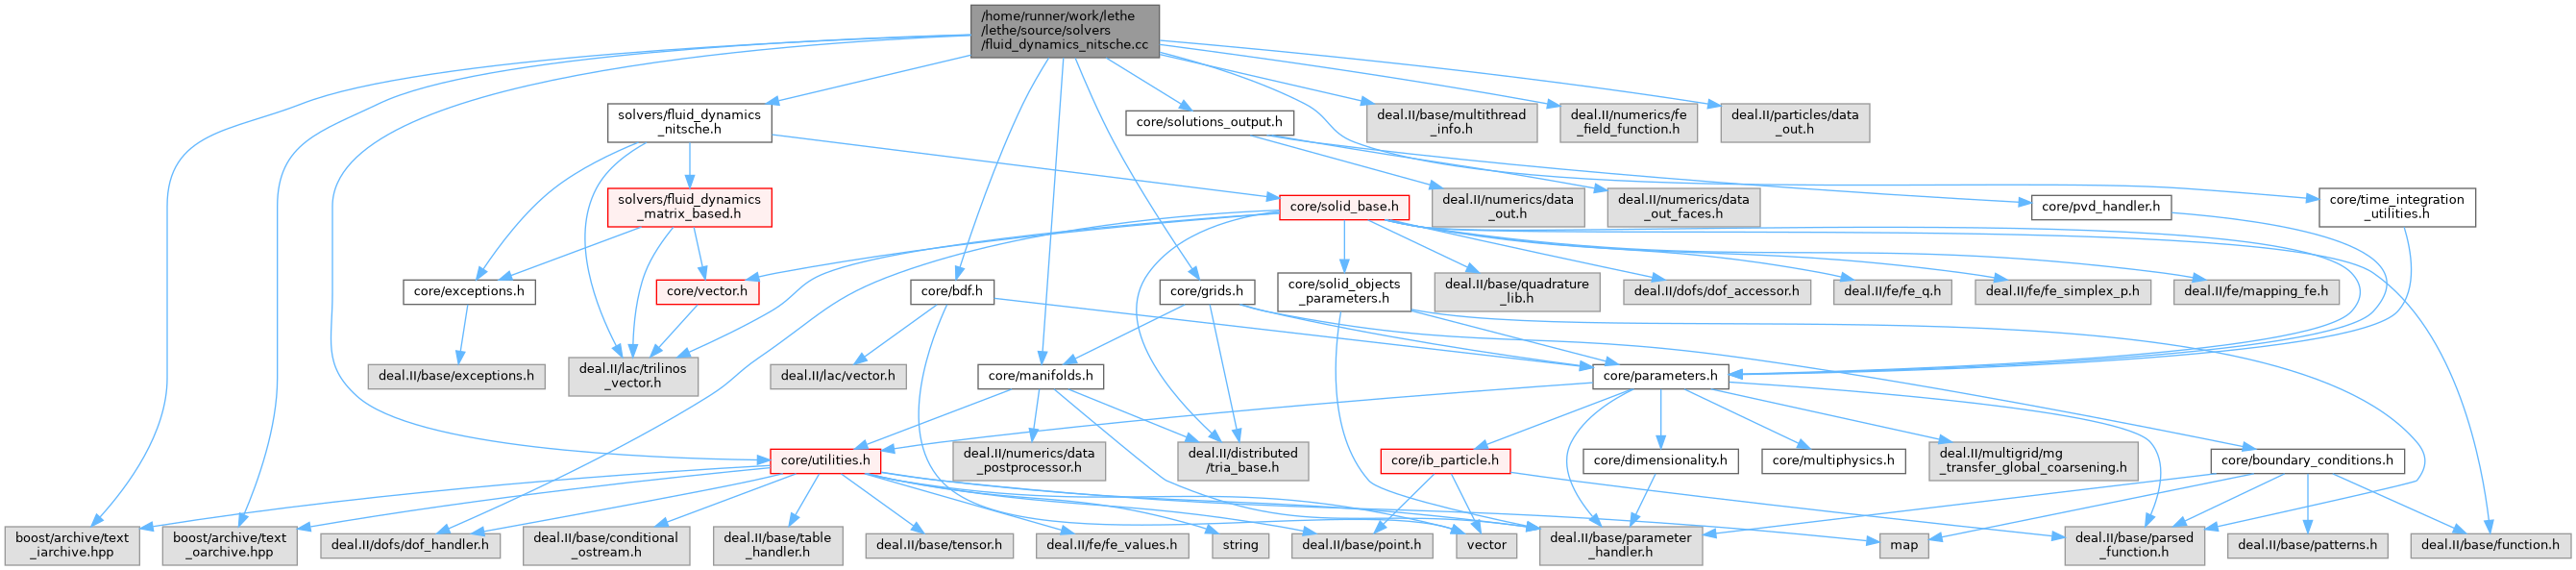 /home/runner/work/lethe
/lethe/source/solvers
/fluid_dynamics_nitsche.cc
solvers/fluid_dynamics
_nitsche.h
core/solutions_output.h
deal.II/base/multithread
_info.h
deal.II/numerics/fe
_field_function.h
deal.II/particles/data
_out.h
solvers/fluid_dynamics
_matrix_based.h
core/solid_base.h
deal.II/numerics/data
_out.h
deal.II/numerics/data
_out_faces.h
core/pvd_handler.h
core/time_integration
_utilities.h
core/exceptions.h
core/vector.h
core/bdf.h
core/grids.h
core/solid_objects
_parameters.h
deal.II/base/quadrature
_lib.h
deal.II/dofs/dof_accessor.h
deal.II/fe/fe_q.h
deal.II/fe/fe_simplex_p.h
deal.II/fe/mapping_fe.h
deal.II/base/exceptions.h
deal.II/lac/trilinos
_vector.h
deal.II/lac/vector.h
core/manifolds.h
core/parameters.h
core/utilities.h
deal.II/numerics/data
_postprocessor.h
deal.II/distributed
/tria_base.h
core/ib_particle.h
core/dimensionality.h
core/multiphysics.h
deal.II/multigrid/mg
_transfer_global_coarsening.h
core/boundary_conditions.h
boost/archive/text
_iarchive.hpp
boost/archive/text
_oarchive.hpp
deal.II/dofs/dof_handler.h
deal.II/base/conditional
_ostream.h
deal.II/base/table
_handler.h
deal.II/base/tensor.h
deal.II/fe/fe_values.h
string
deal.II/base/point.h
vector
deal.II/base/parameter
_handler.h
map
deal.II/base/parsed
_function.h
deal.II/base/patterns.h
deal.II/base/function.h